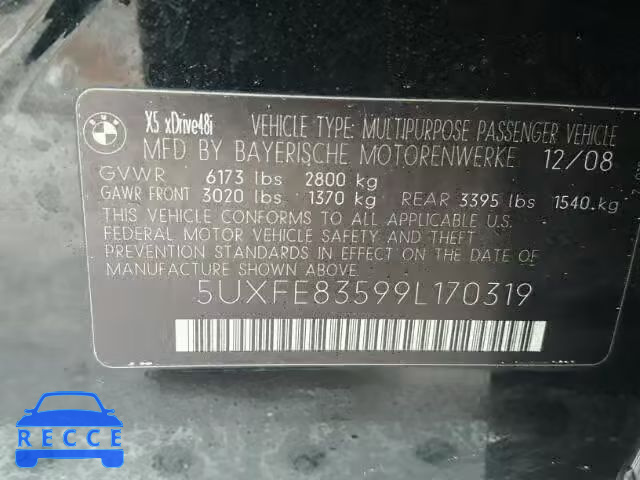 BMW
X5 xDrive48i VEHICLE TYPE: MULTIPURPOSE PASSENGER VEHICLE
MFD BY BAYERISCHE MOTORENWERKE 12/08
GVWR 6173 lbs 2800 kg
GAWR FRONT 3020 lbs 1370 kg REAR 3395 lbs 1540.kg
THIS VEHICLE CONFORMS TO ALL APPLICABLE U.S.
FEDERAL MOTOR VEHICLE SAFETY AND THEFT
PREVENTION STANDARDS IN EFFECT ON THE DATE OF
MANUFACTURE SHOWN ABOVE.
5UXFE83599L170319
RECCE